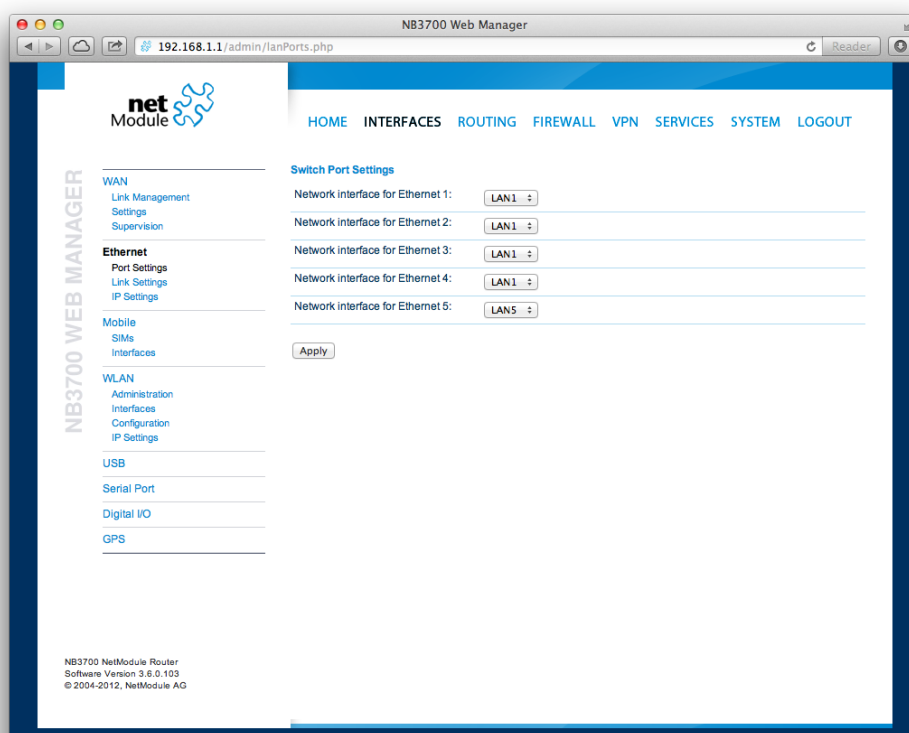 NB3700 Web Manager
192.168.1.1/admin/lanPorts.php
Reader
net
Module
HOME INTERFACES ROUTING FIREWALL VPN SERVICES SYSTEM LOGOUT
NB3700 WEB MANAGER
WAN
Link Management
Settings
Supervision
Ethernet
Port Settings
Link Settings
IP Settings
Mobile
SIMs
Interfaces
WLAN
Administration
Interfaces
Configuration
IP Settings
USB
Serial Port
Digital I/O
GPS
Switch Port Settings
Network interface for Ethernet 1: LAN1
Network interface for Ethernet 2: LAN1
Network interface for Ethernet 3: LAN1
Network interface for Ethernet 4: LAN1
Network interface for Ethernet 5: LAN5
Apply
NB3700 NetModule Router
Software Version 3.6.0.103
© 2004-2012, NetModule AG